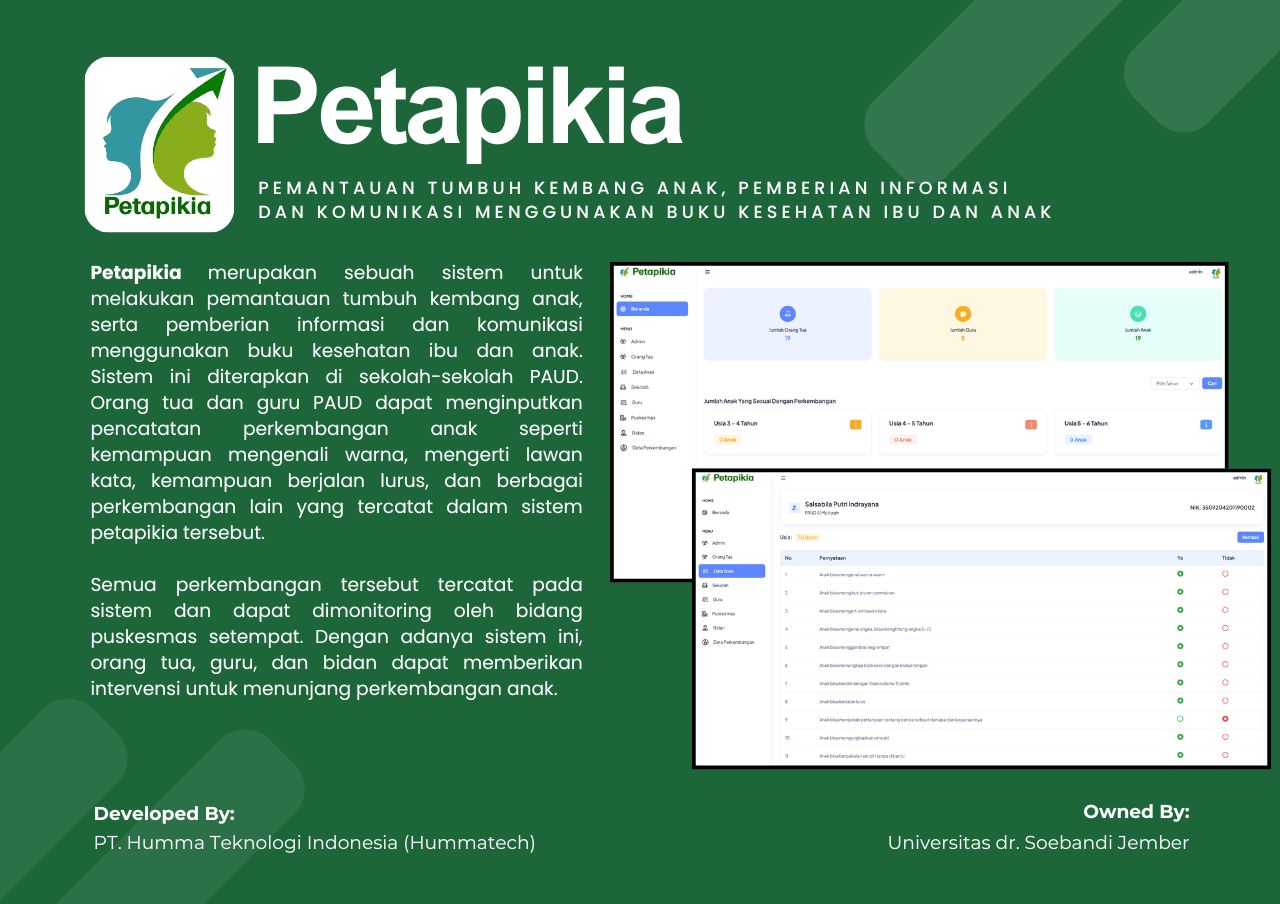 Petapikia
Petapikia
PEMANTAUAN TUMBUH KEMBANG ANAK, PEMBERIAN INFORMASI
DAN KOMUNIKASI MENGGUNAKAN BUKU KESEHATAN IBU DAN ANAK
Petapikia merupakan sebuah sistem untuk
melakukan pemantauan tumbuh kembang anak,
serta pemberian informasi dan komunikasi
menggunakan buku kesehatan ibu dan anak.
Sistem ini diterapkan di sekolah-sekolah PAUD.
Orang tua dan guru PAUD dapat menginputkan
pencatatan perkembangan anak seperti
kemampuan mengenali warna, mengerti lawan
kata, kemampuan berjalan lurus, dan berbagai
perkembangan lain yang tercatat dalam sistem
petapikia tersebut.
Semua perkembangan tersebut tercatat pada
sistem dan dapat dimonitoring oleh bidang
puskesmas setempat. Dengan adanya sistem ini,
orang tua, guru, dan bidan dapat memberikan
intervensi untuk menunjang perkembangan anak.
Petapikia
admin
HOME
Beranda
MENU
Admin
Orang Tua
Data Anak
Sekolah
Guru
Puskesmas
Bidan
Data Perkembangan
Jumlah Orang Tua
19
Jumlah Guru
5
Jumlah Anak
19
Pilih Tahun
Cari
Jumlah Anak Yang Sesuai Dengan Perkembangan
Usia 3 - 4 Tahun
0 Anak
Usia 4 - 5 Tahun
0 Anak
Usia 5 - 6 Tahun
0 Anak
Petapikia
admin
HOME
Beranda
MENU
Admin
Orang Tua
Data Anak
Sekolah
Guru
Puskesmas
Bidan
Data Perkembangan
Salsabila Putri Indrayana
PAUD Al Muttaqin
NIK: 3509204201190002
Usia: 70 Bulan
Kembali
No Pernyataan Ya Tidak
1 Anak bisa mengenal warna-warni
2 Anak bisa mengikuti aturan permainan
3 Anak bisa mengerti arti lawan kata
4 Anak bisa mengenal angka, bisa menghitung angka 5-10
5 Anak bisa menggambar segi empat
6 Anak bisa menangkap bola kecil dengan kedua tangan
7 Anak bisa berdiri dengan 1 kaki selama 11 detik
8 Anak bisa berjalan lurus
9 Anak bisa menjawab pertanyaan tentang benda terbuat dari apa dan kegunaannya
10 Anak bisa mengungkapkan simpati
11 Anak bisa berpakaian sendiri tanpa dibantu
Developed By:
PT. Humma Teknologi Indonesia (Hummatech)
Owned By:
Universitas dr. Soebandi Jember